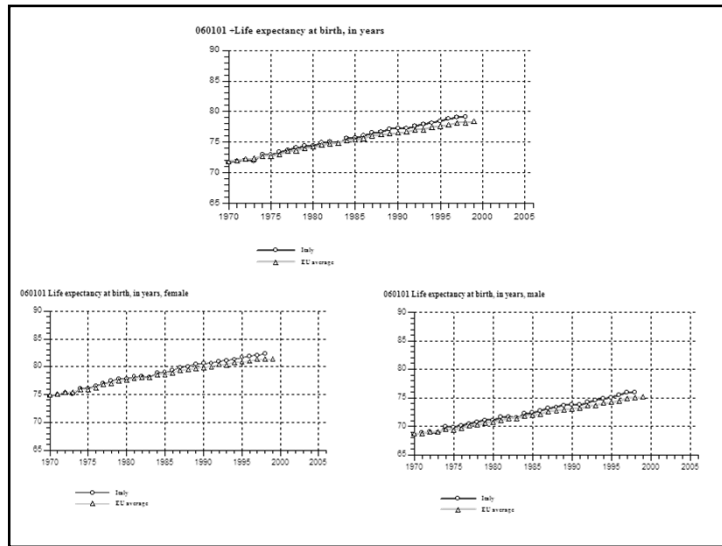 060101 +Life expectancy at birth, in years
90
85
80
75
70
65
1970 1975 1980 1985 1990 1995 2000 2005
Italy
EU average
060101 Life expectancy at birth, in years, female
90
85
80
75
70
65
1970 1975 1980 1985 1990 1995 2000 2005
Italy
EU average
060101 Life expectancy at birth, in years, male
90
85
80
75
70
65
1970 1975 1980 1985 1990 1995 2000 2005
Italy
EU average